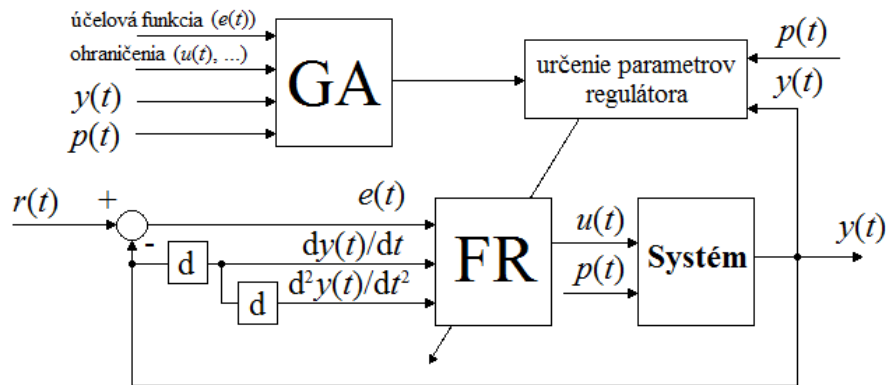 účelová funkcia (e(t))
ohraničenia (u(t), ...)
y(t)
p(t)
GA
určenie parametrov
regulátora
p(t)
y(t)
r(t)
+
-
e(t)
dy(t)/dt
d²y(t)/dt²
d
d
FR
u(t)
p(t)
Systém
y(t)